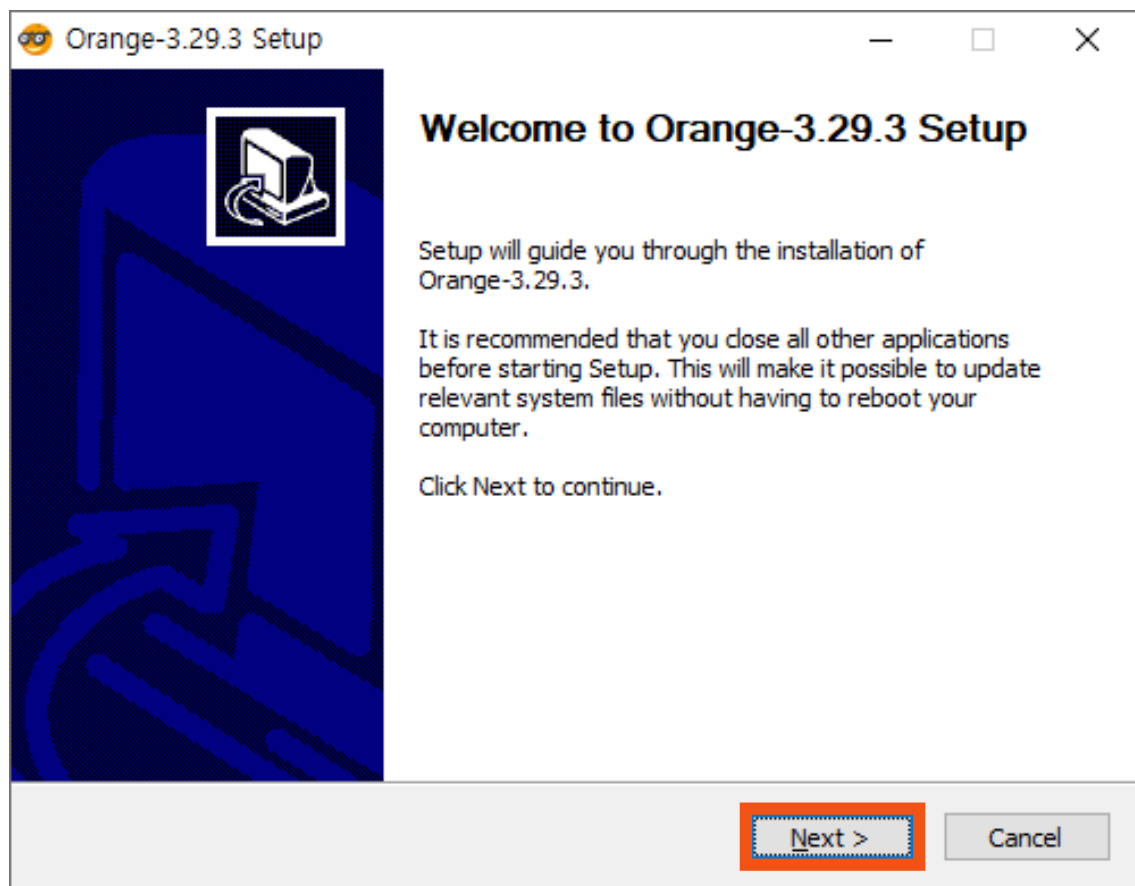 Orange-3.29.3 Setup
Welcome to Orange-3.29.3 Setup
Setup will guide you through the installation of
Orange-3.29.3.
It is recommended that you close all other applications
before starting Setup. This will make it possible to update
relevant system files without having to reboot your
computer.
Click Next to continue.
Next >
Cancel